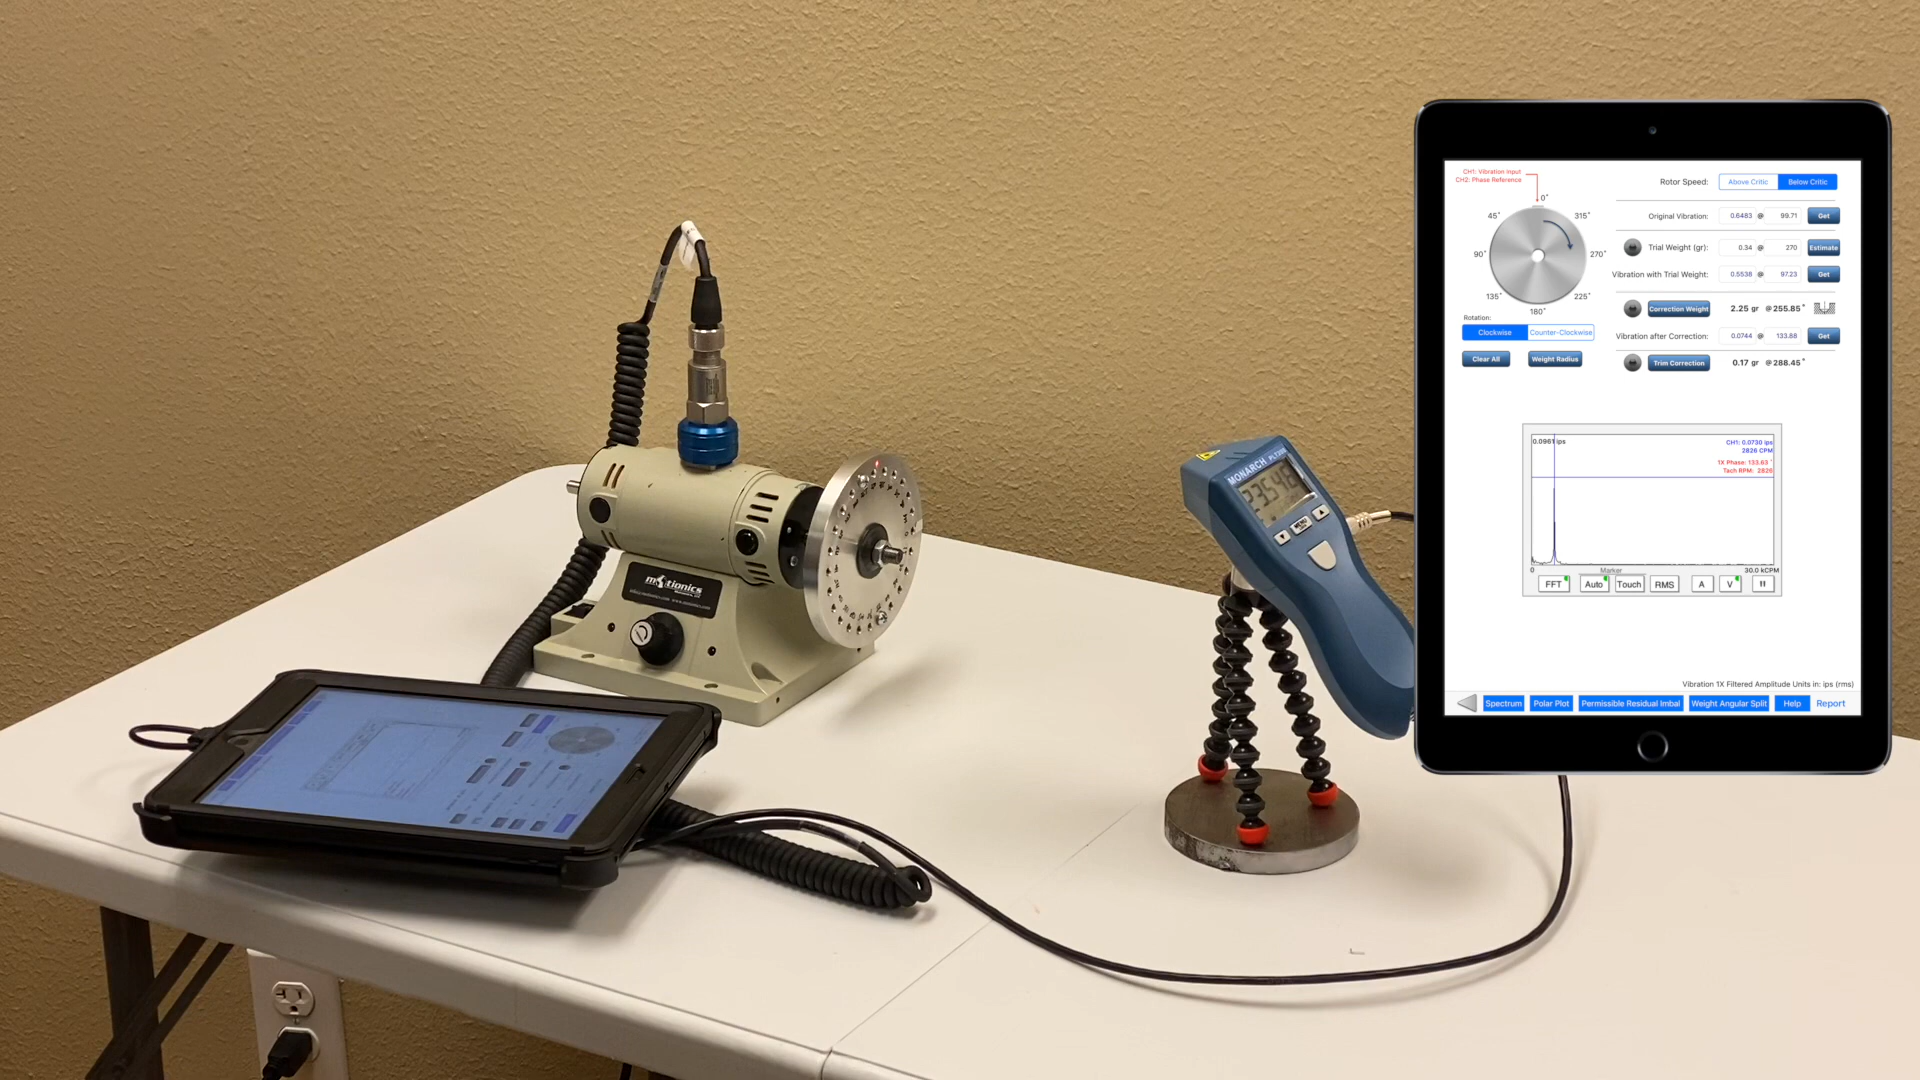 CH1: Vibration Input
CH2: Phase Reference
0°
45°
315°
90°
270°
135°
225°
180°
Rotation:
Clockwise
Counter-Clockwise
Clear All
Weight Radius
Rotor Speed:
Above Critic
Below Critic
Original Vibration:
0.6483 @ 99.71
Get
Trial Weight (gr):
0.34 @ 270
Estimate
Vibration with Trial Weight:
0.5538 @ 97.23
Get
Correction Weight
2.25 gr @ 255.85 °
Vibration after Correction:
0.0744 @ 133.88
Get
Trim Correction
0.17 gr @ 288.45 °
0.0961 ips
CH1: 0.0730 ips
2826 CPM
1X Phase: 133.63 °
Tach RPM: 2826
0
Marker
30.0 kCPM
FFT
Auto
Touch
RMS
A
V
Vibration 1X Filtered Amplitude Units in: ips (rms)
Spectrum
Polar Plot
Permissible Residual Imbal
Weight Angular Split
Help
Report
MONARCH PLT200
MENU
motionics